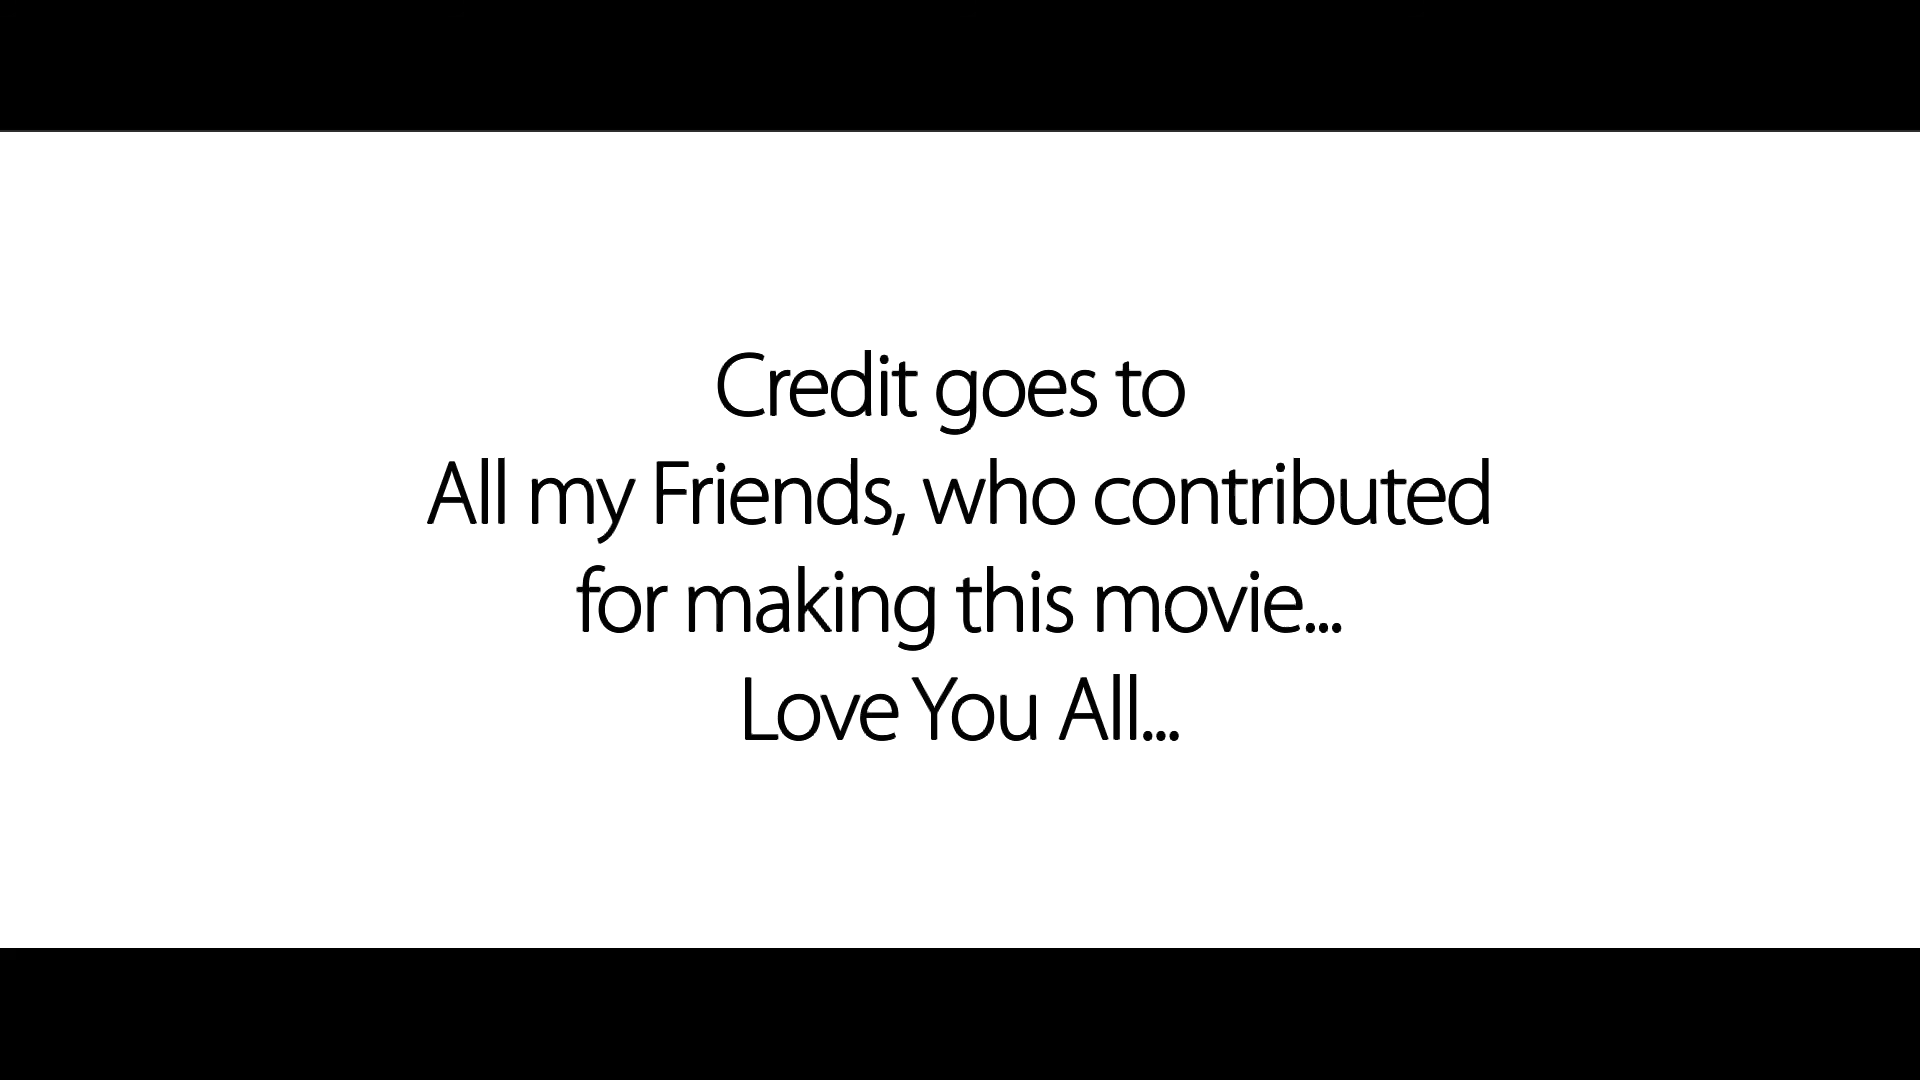 Credit goes to
All my Friends, who contributed
for making this movie...
Love You All...